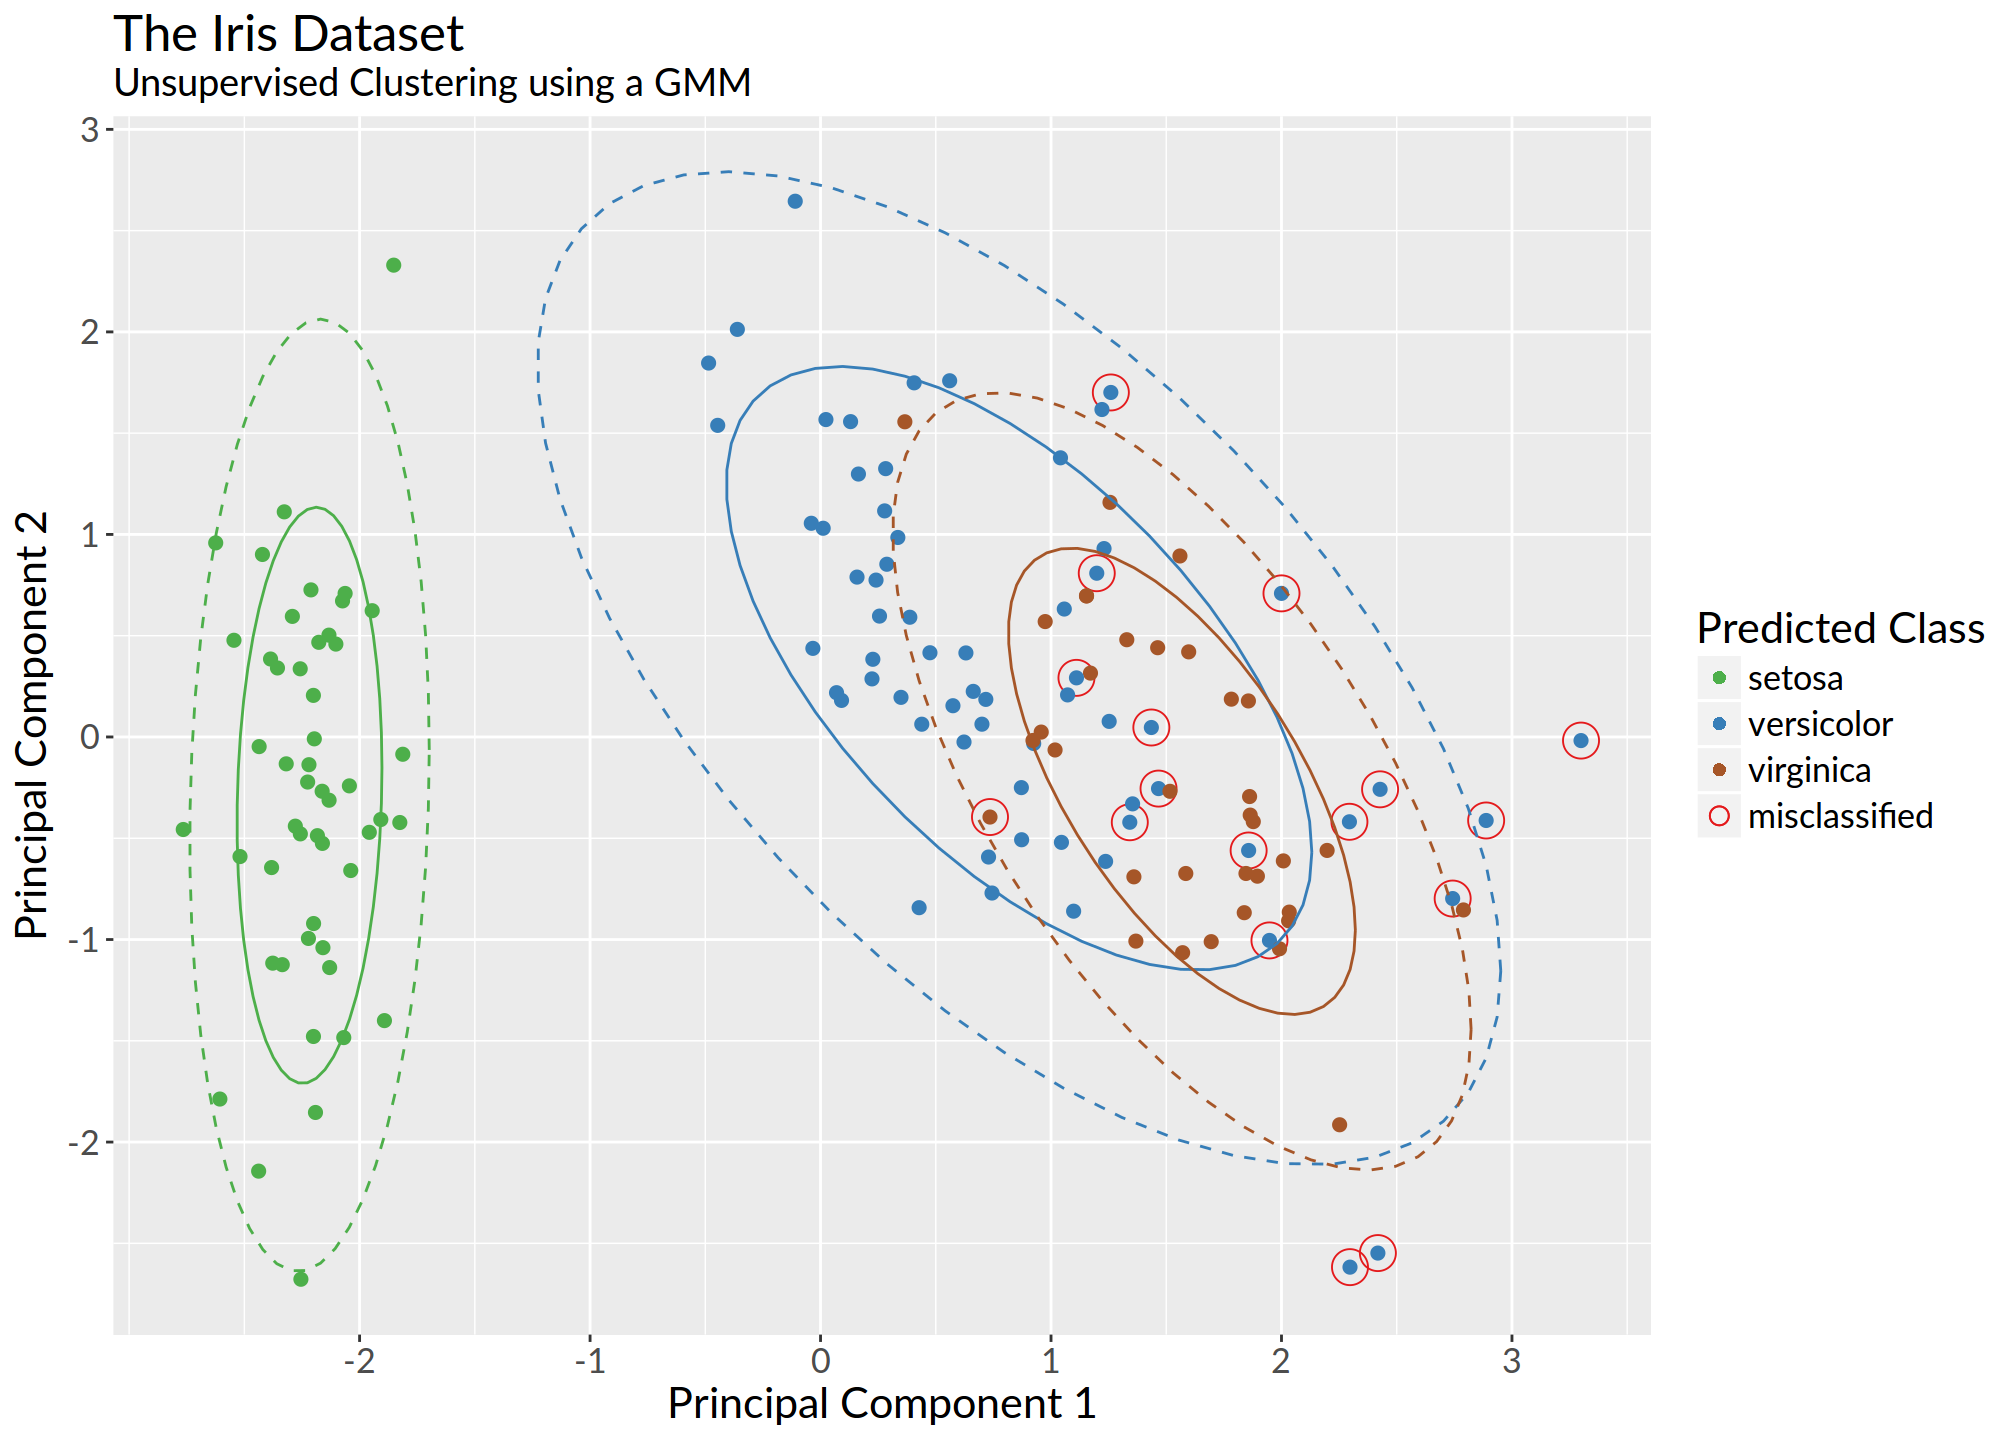 The Iris Dataset
Unsupervised Clustering using a GMM
3
2
1
0
-1
-2
Principal Component 2
-2
-1
0
1
2
3
Principal Component 1
Predicted Class
setosa
versicolor
virginica
misclassified